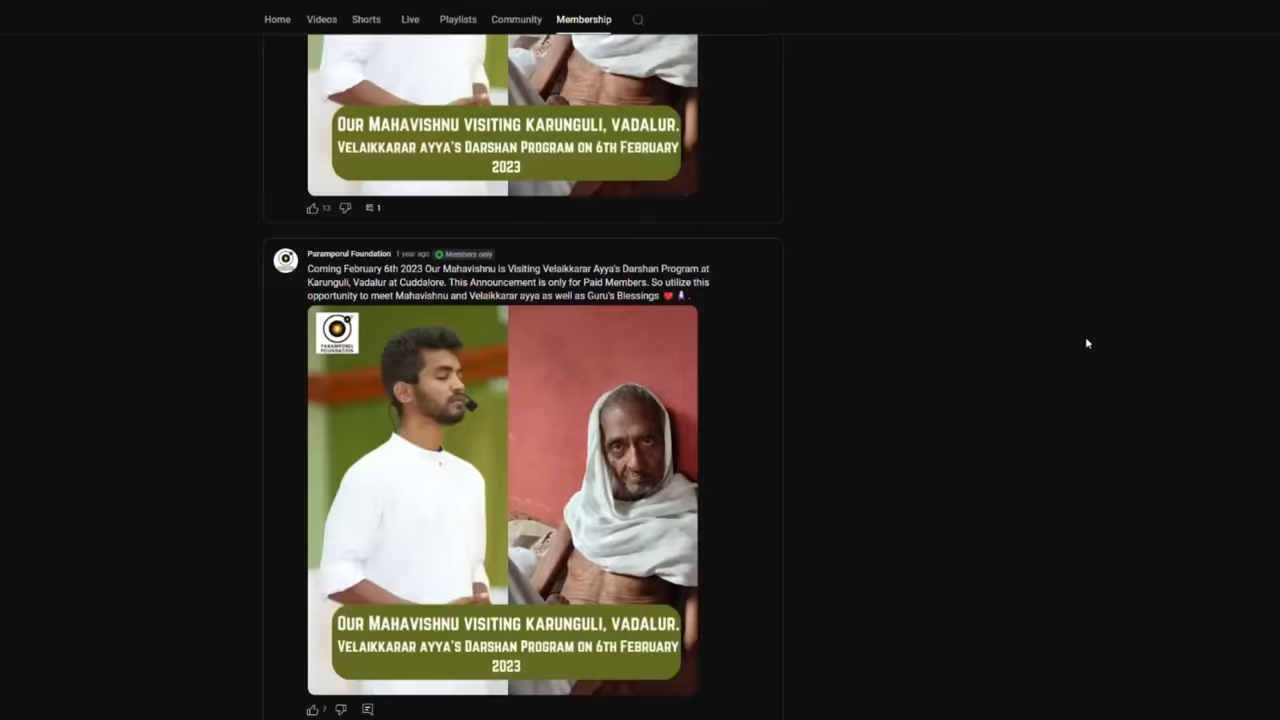 Home Videos Shorts Live Playlists Community Membership
OUR MAHAVISHNU VISITING KARUNGULI, VADALUR.
VELAIKKARAR AYYA'S DARSHAN PROGRAM ON 6TH FEBRUARY
2023
13 1
Paramporul Foundation 1 year ago Members only
Coming February 6th 2023 Our Mahavishnu is Visiting Velaikkarar Ayya's Darshan Program at
Karunguli, Vadalur at Cuddalore. This Announcement is only for Paid Members. So utilize this
opportunity to meet Mahavishnu and Velaikkarar ayya as well as Guru's Blessings ❤️ .
PARAMPORUL
FOUNDATION
OUR MAHAVISHNU VISITING KARUNGULI, VADALUR.
VELAIKKARAR AYYA'S DARSHAN PROGRAM ON 6TH FEBRUARY
2023